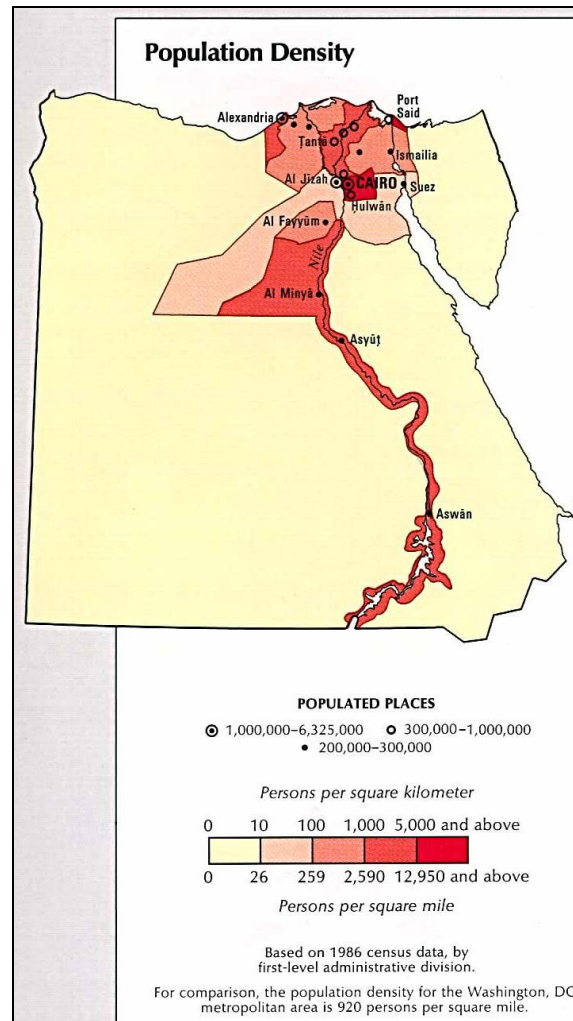 Population Density
Port
Said
Alexandria
Ṭanṭā
Ismailia
Al Jīzah
CAIRO
Suez
Ḥulwān
Al Fayyūm
Nile
Al Minyā
Asyūṭ
Aswān
POPULATED PLACES
1,000,000–6,325,000
300,000–1,000,000
200,000–300,000
Persons per square kilometer
0 10 100 1,000 5,000 and above
0 26 259 2,590 12,950 and above
Persons per square mile
Based on 1986 census data, by
first-level administrative division.
For comparison, the population density for the Washington, DC
metropolitan area is 920 persons per square mile.